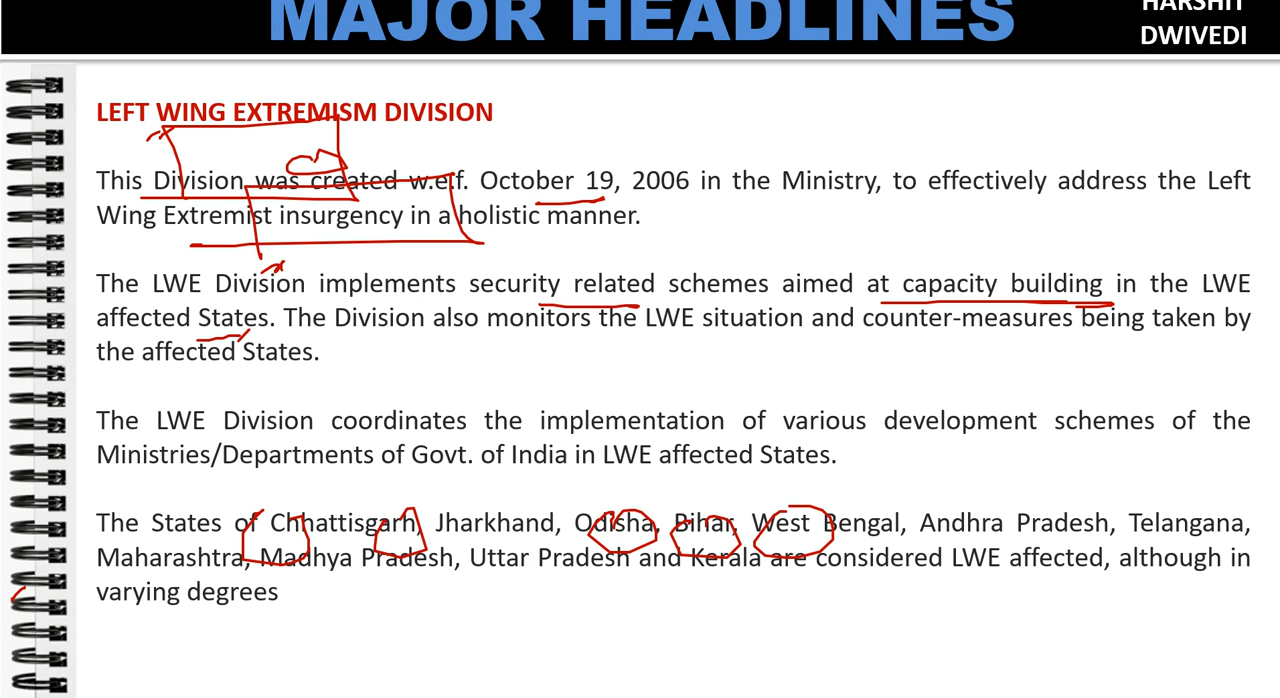 MAJOR HEADLINES
HARSHIT
DWIVEDI
LEFT WING EXTREMISM DIVISION
This Division was created w.e.f. October 19, 2006 in the Ministry, to effectively address the Left
Wing Extremist insurgency in a holistic manner.
The LWE Division implements security related schemes aimed at capacity building in the LWE
affected States. The Division also monitors the LWE situation and counter-measures being taken by
the affected States.
The LWE Division coordinates the implementation of various development schemes of the
Ministries/Departments of Govt. of India in LWE affected States.
The States of Chhattisgarh, Jharkhand, Odisha, Bihar, West Bengal, Andhra Pradesh, Telangana,
Maharashtra, Madhya Pradesh, Uttar Pradesh and Kerala are considered LWE affected, although in
varying degrees